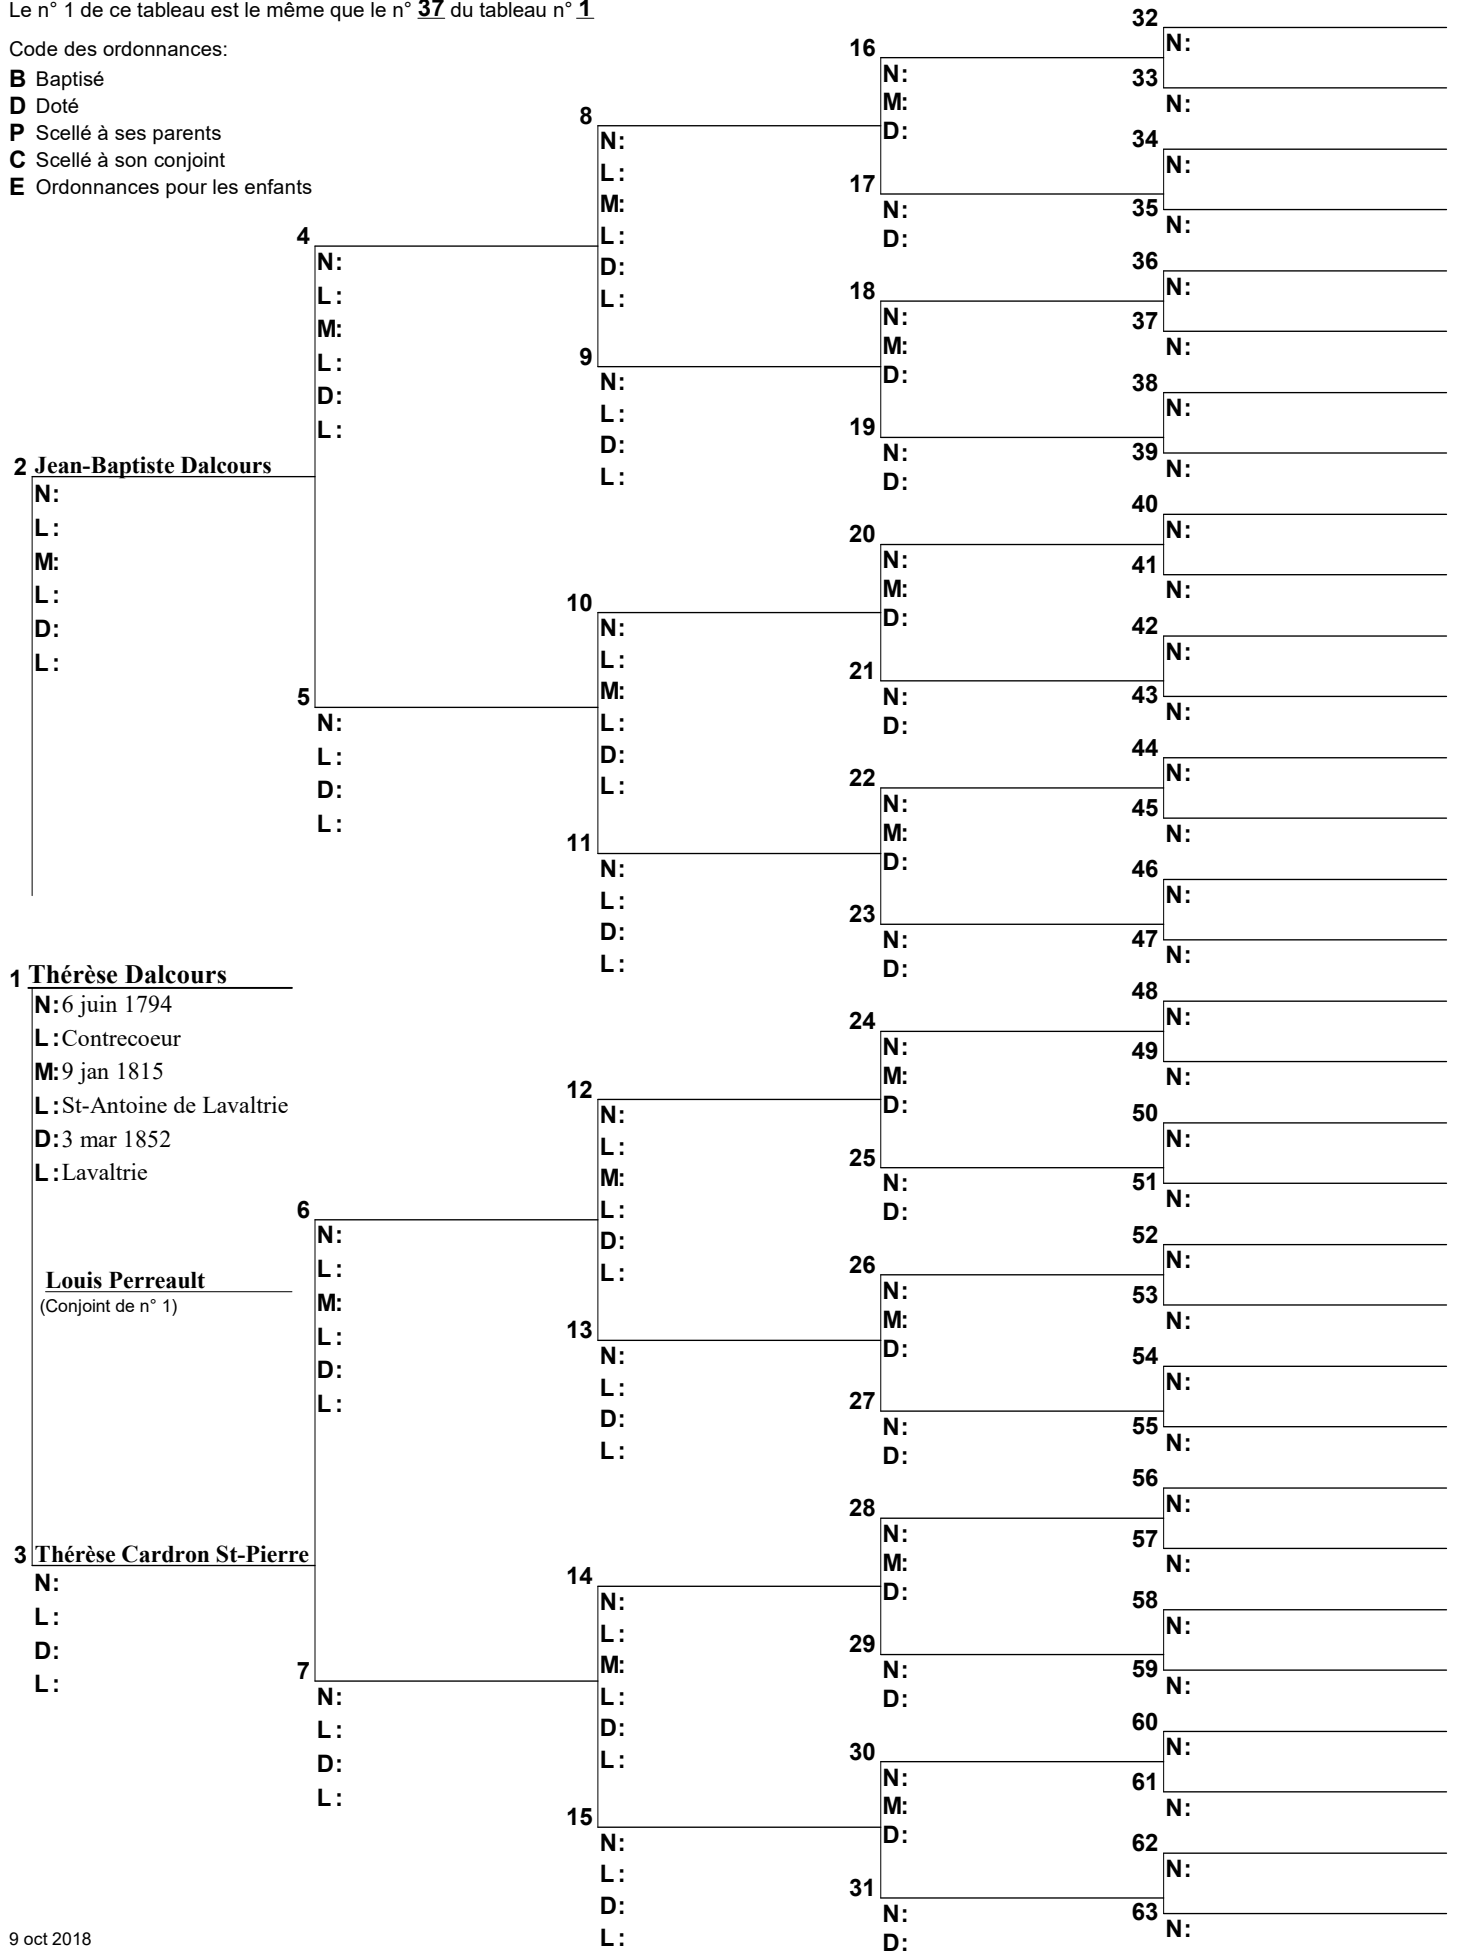 Le n° 1 de ce tableau est le même que le n° 37 du tableau n° 1
Code des ordonnances:
B Baptisé
D Doté
P Scellé à ses parents
C Scellé à son conjoint
E Ordonnances pour les enfants
2 Jean-Baptiste Dalcours
N:
L:
M:
L:
D:
L:
1 Thérèse Dalcours
N: 6 juin 1794
L: Contrecoeur
M: 9 jan 1815
L: St-Antoine de Lavaltrie
D: 3 mar 1852
L: Lavaltrie
Louis Perreault
(Conjoint de n° 1)
3 Thérèse Cardron St-Pierre
N:
L:
D:
L:
4
N:
L:
M:
L:
D:
L:
5
N:
L:
D:
L:
6
N:
L:
M:
L:
D:
L:
7
N:
L:
D:
L:
8
N:
L:
M:
L:
D:
L:
9
N:
L:
D:
L:
10
N:
L:
M:
L:
D:
L:
11
N:
L:
D:
L:
12
N:
L:
M:
L:
D:
L:
13
N:
L:
D:
L:
14
N:
L:
M:
L:
D:
L:
15
N:
L:
D:
L:
16
N:
M:
D:
17
N:
D:
18
N:
M:
D:
19
N:
D:
20
N:
M:
D:
21
N:
D:
22
N:
M:
D:
23
N:
D:
24
N:
M:
D:
25
N:
D:
26
N:
M:
D:
27
N:
D:
28
N:
M:
D:
29
N:
D:
30
N:
M:
D:
31
N:
D:
32
N:
33
N:
34
N:
35
N:
36
N:
37
N:
38
N:
39
N:
40
N:
41
N:
42
N:
43
N:
44
N:
45
N:
46
N:
47
N:
48
N:
49
N:
50
N:
51
N:
52
N:
53
N:
54
N:
55
N:
56
N:
57
N:
58
N:
59
N:
60
N:
61
N:
62
N:
63
N:
9 oct 2018